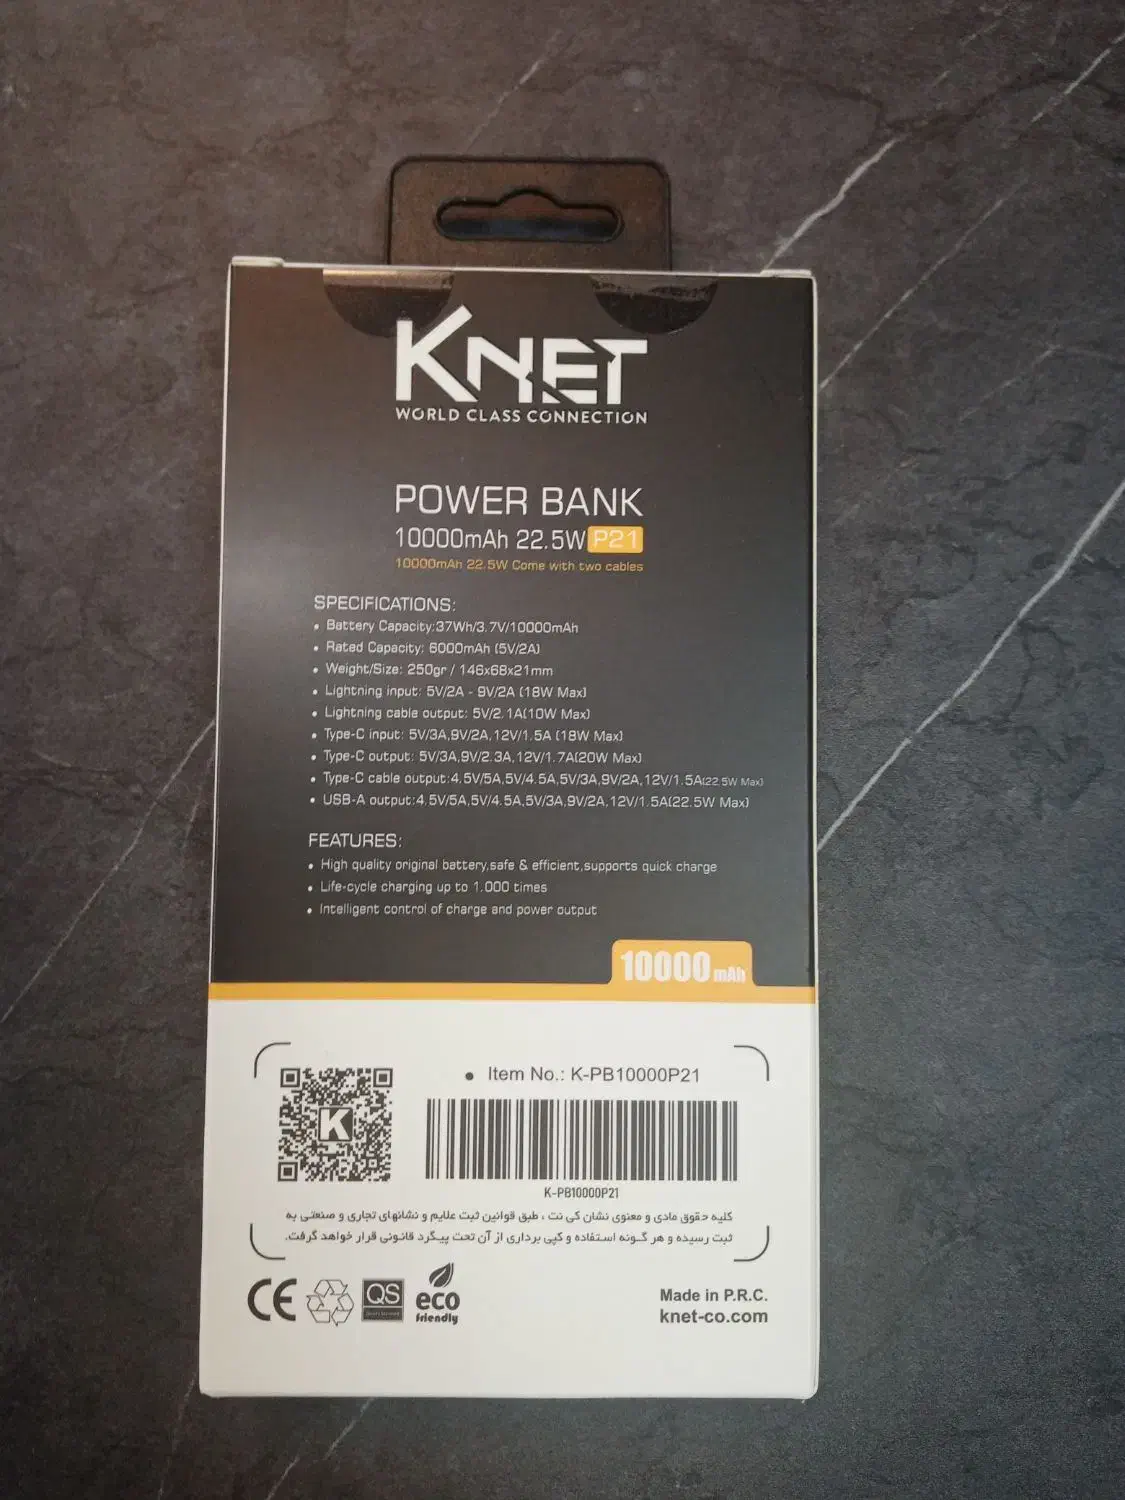 KNET
WORLD CLASS CONNECTION
POWER BANK
10000mAh 22.5W P21
10000mAh 22.5W Come with two cables
SPECIFICATIONS:
• Battery Capacity:37Wh/3.7V/10000mAh
• Rated Capacity: 6000mAh (5V/2A)
• Weight/Size: 250gr / 146x68x21mm
• Lightning input: 5V/2A - 9V/2A (18W Max)
• Lightning cable output: 5V/2.1A(10W Max)
• Type-C input: 5V/3A,9V/2A,12V/1.5A (18W Max)
• Type-C output: 5V/3A,9V/2.3A,12V/1.7A(20W Max)
• Type-C cable output:4.5V/5A,5V/4.5A,5V/3A,9V/2A,12V/1.5A(22.5W Max)
• USB-A output:4.5V/5A,5V/4.5A,5V/3A,9V/2A,12V/1.5A(22.5W Max)
FEATURES:
• High quality original battery,safe & efficient,supports quick charge
• Life-cycle charging up to 1.000 times
• Intelligent control of charge and power output
10000 mAh
K
• Item No.: K-PB10000P21
K-PB10000P21
کلیه حقوق مادی و معنوی نشان کی نت ، طبق قوانین ثبت علایم و نشانهای تجاری و صنعتی به
ثبت رسیده و هر گونه استفاده و کپی برداری از آن تحت پیگرد قانونی قرار خواهد گرفت.
CE
QS
eco
friendly
Made in P.R.C.
knet-co.com